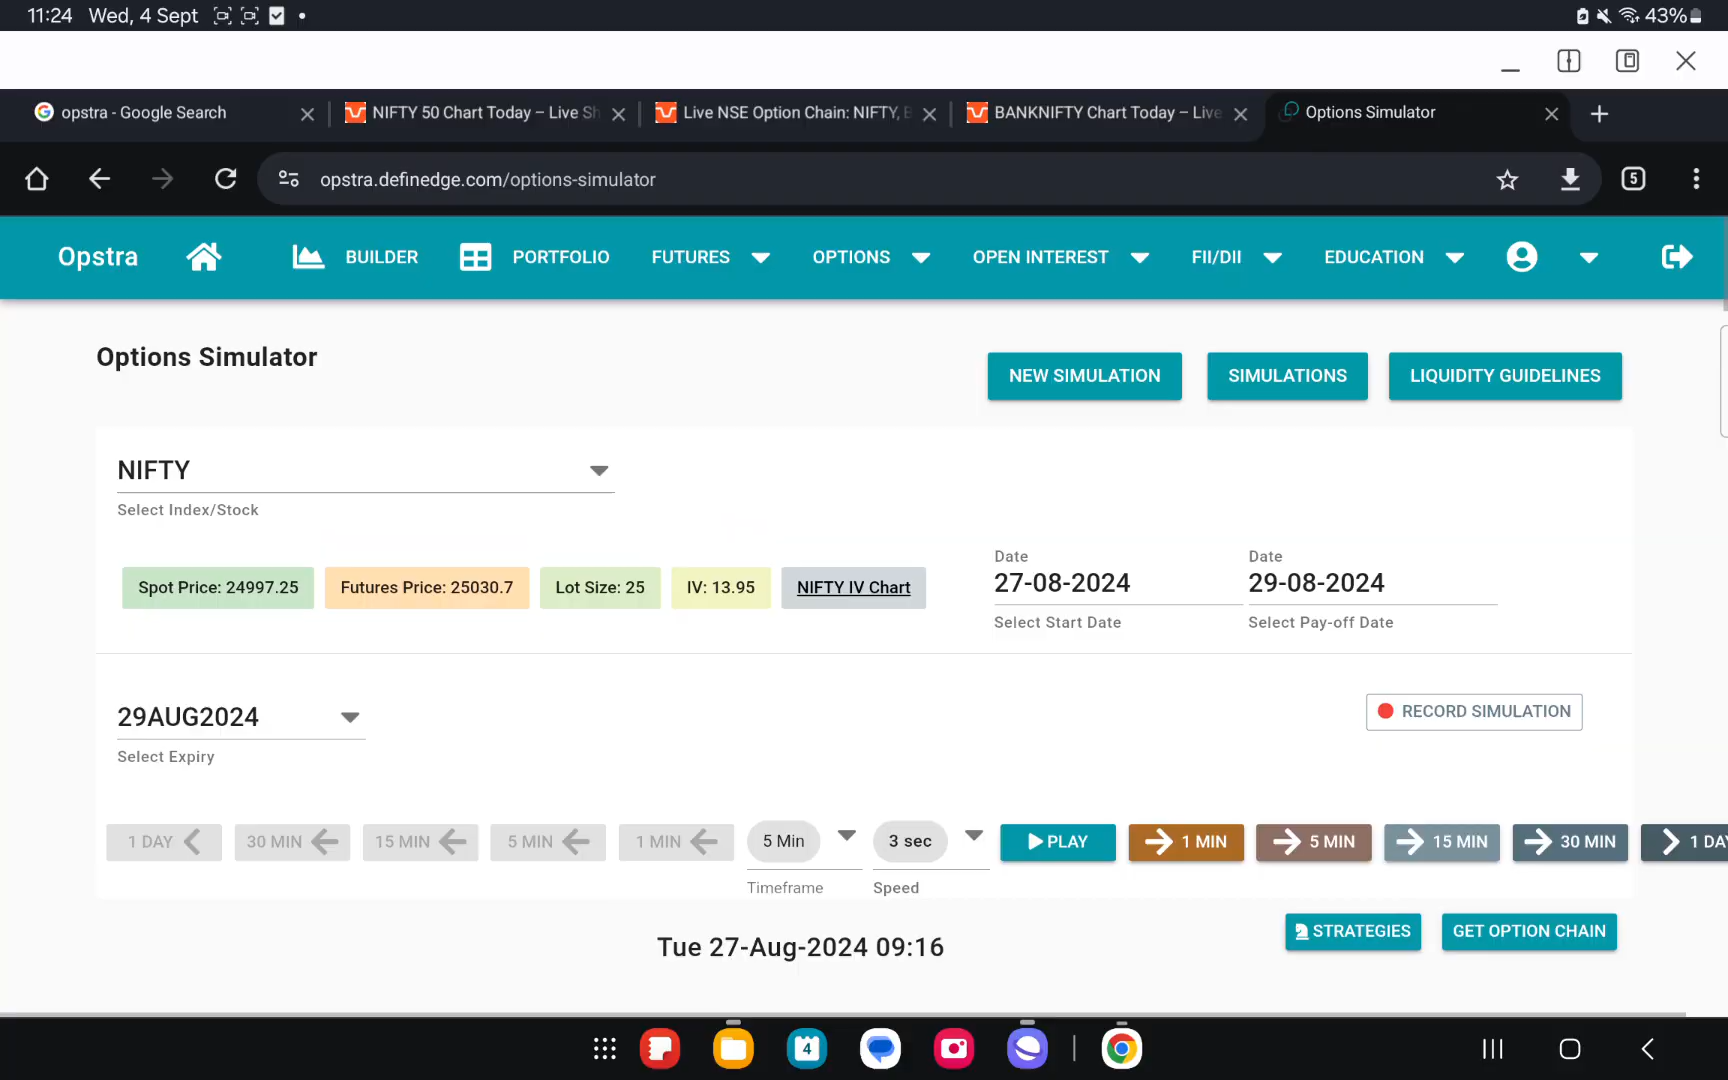 11:24 Wed, 4 Sept 43%
opstra - Google Search NIFTY 50 Chart Today – Live Sh Live NSE Option Chain: NIFTY, B BANKNIFTY Chart Today – Live Options Simulator
opstra.definedge.com/options-simulator 5
Opstra BUILDER PORTFOLIO FUTURES OPTIONS OPEN INTEREST FII/DII EDUCATION
Options Simulator
NEW SIMULATION SIMULATIONS LIQUIDITY GUIDELINES
NIFTY
Select Index/Stock
Date Date
Spot Price: 24997.25 Futures Price: 25030.7 Lot Size: 25 IV: 13.95 NIFTY IV Chart 27-08-2024 29-08-2024
Select Start Date Select Pay-off Date
29AUG2024 RECORD SIMULATION
Select Expiry
1 DAY 30 MIN 15 MIN 5 MIN 1 MIN 5 Min 3 sec PLAY 1 MIN 5 MIN 15 MIN 30 MIN 1 DA
Timeframe Speed
Tue 27-Aug-2024 09:16 STRATEGIES GET OPTION CHAIN
4